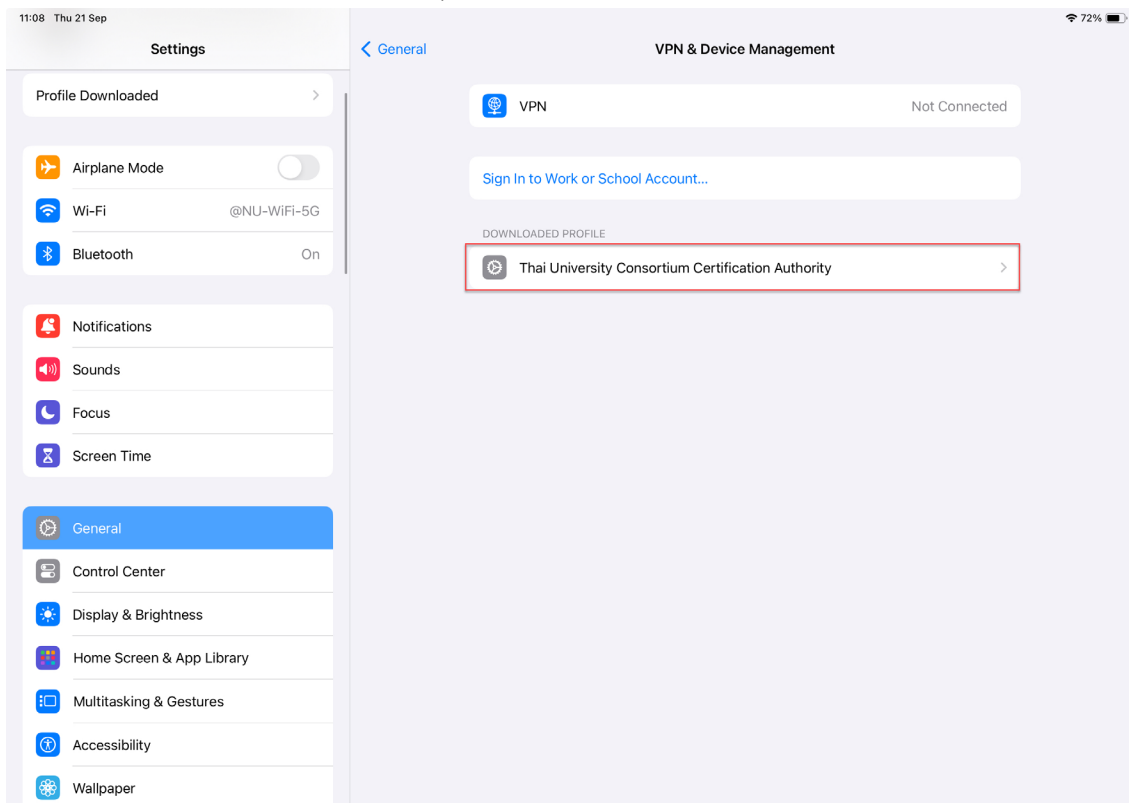 11:08 Thu 21 Sep
72%
Settings
General
VPN & Device Management
Profile Downloaded
Airplane Mode
Wi-Fi @NU-WiFi-5G
Bluetooth On
Notifications
Sounds
Focus
Screen Time
General
Control Center
Display & Brightness
Home Screen & App Library
Multitasking & Gestures
Accessibility
Wallpaper
VPN Not Connected
Sign In to Work or School Account...
DOWNLOADED PROFILE
Thai University Consortium Certification Authority